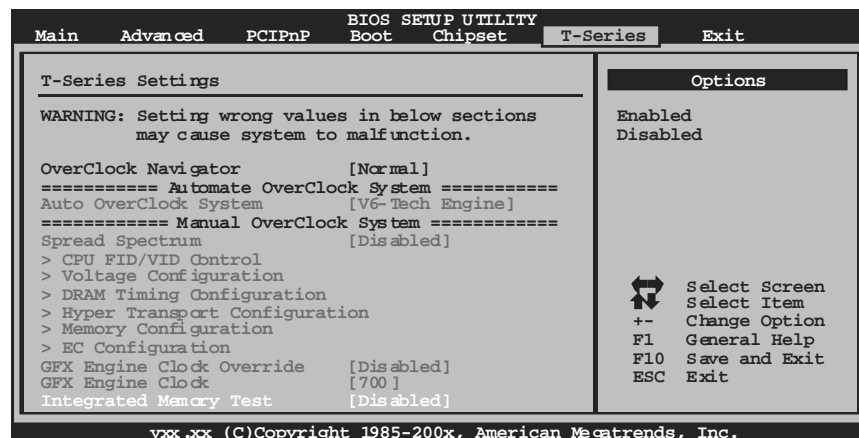 BIOS SETUP UTILITY
Main Advanced PCIPnP Boot Chipset T-Series Exit
T-Series Settings
WARNING: Setting wrong values in below sections
may cause system to malfunction.
OverClock Navigator [Normal]
=========== Automate OverClock System ===========
Auto OverClock System [V6-Tech Engine]
============ Manual OverClock System ============
Spread Spectrum [Disabled]
> CPU FID/VID Control
> Voltage Configuration
> DRAM Timing Configuration
> Hyper Transport Configuration
> Memory Configuration
> EC Configuration
GFX Engine Clock Override [Disabled]
GFX Engine Clock [700 ]
Integrated Memory Test [Disabled]
Options
Enabled
Disabled
Select Screen
Select Item
+- Change Option
F1 General Help
F10 Save and Exit
ESC Exit
vxx.xx (C)Copyright 1985-200x, American Megatrends, Inc.